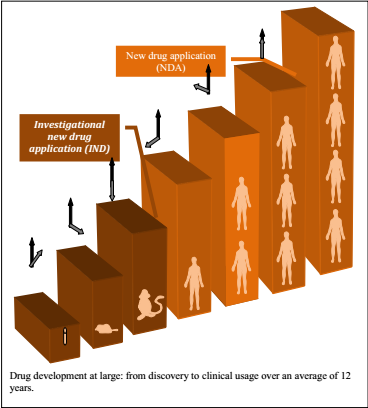 New drug application
(NDA)
Investigational
new drug
application (IND)
Drug development at large: from discovery to clinical usage over an average of 12
years.